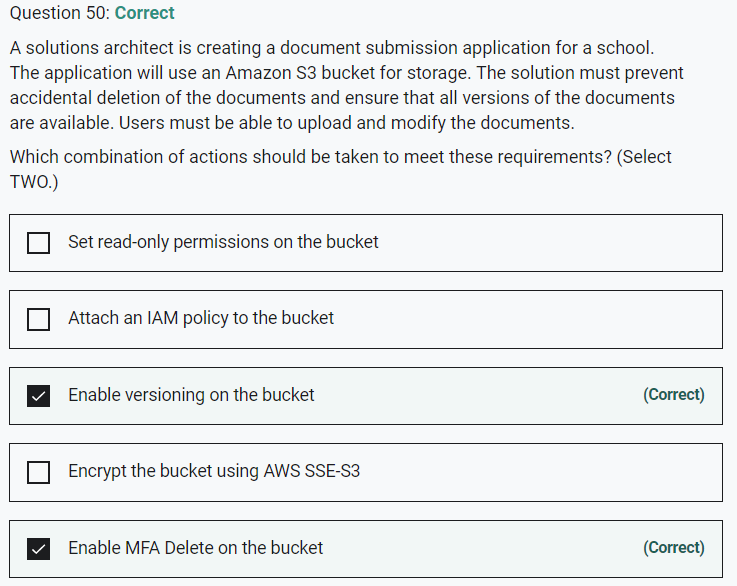 Question 50: Correct
A solutions architect is creating a document submission application for a school.
The application will use an Amazon S3 bucket for storage. The solution must prevent
accidental deletion of the documents and ensure that all versions of the documents
are available. Users must be able to upload and modify the documents.
Which combination of actions should be taken to meet these requirements? (Select
TWO.)
Set read-only permissions on the bucket
Attach an IAM policy to the bucket
Enable versioning on the bucket (Correct)
Encrypt the bucket using AWS SSE-S3
Enable MFA Delete on the bucket (Correct)